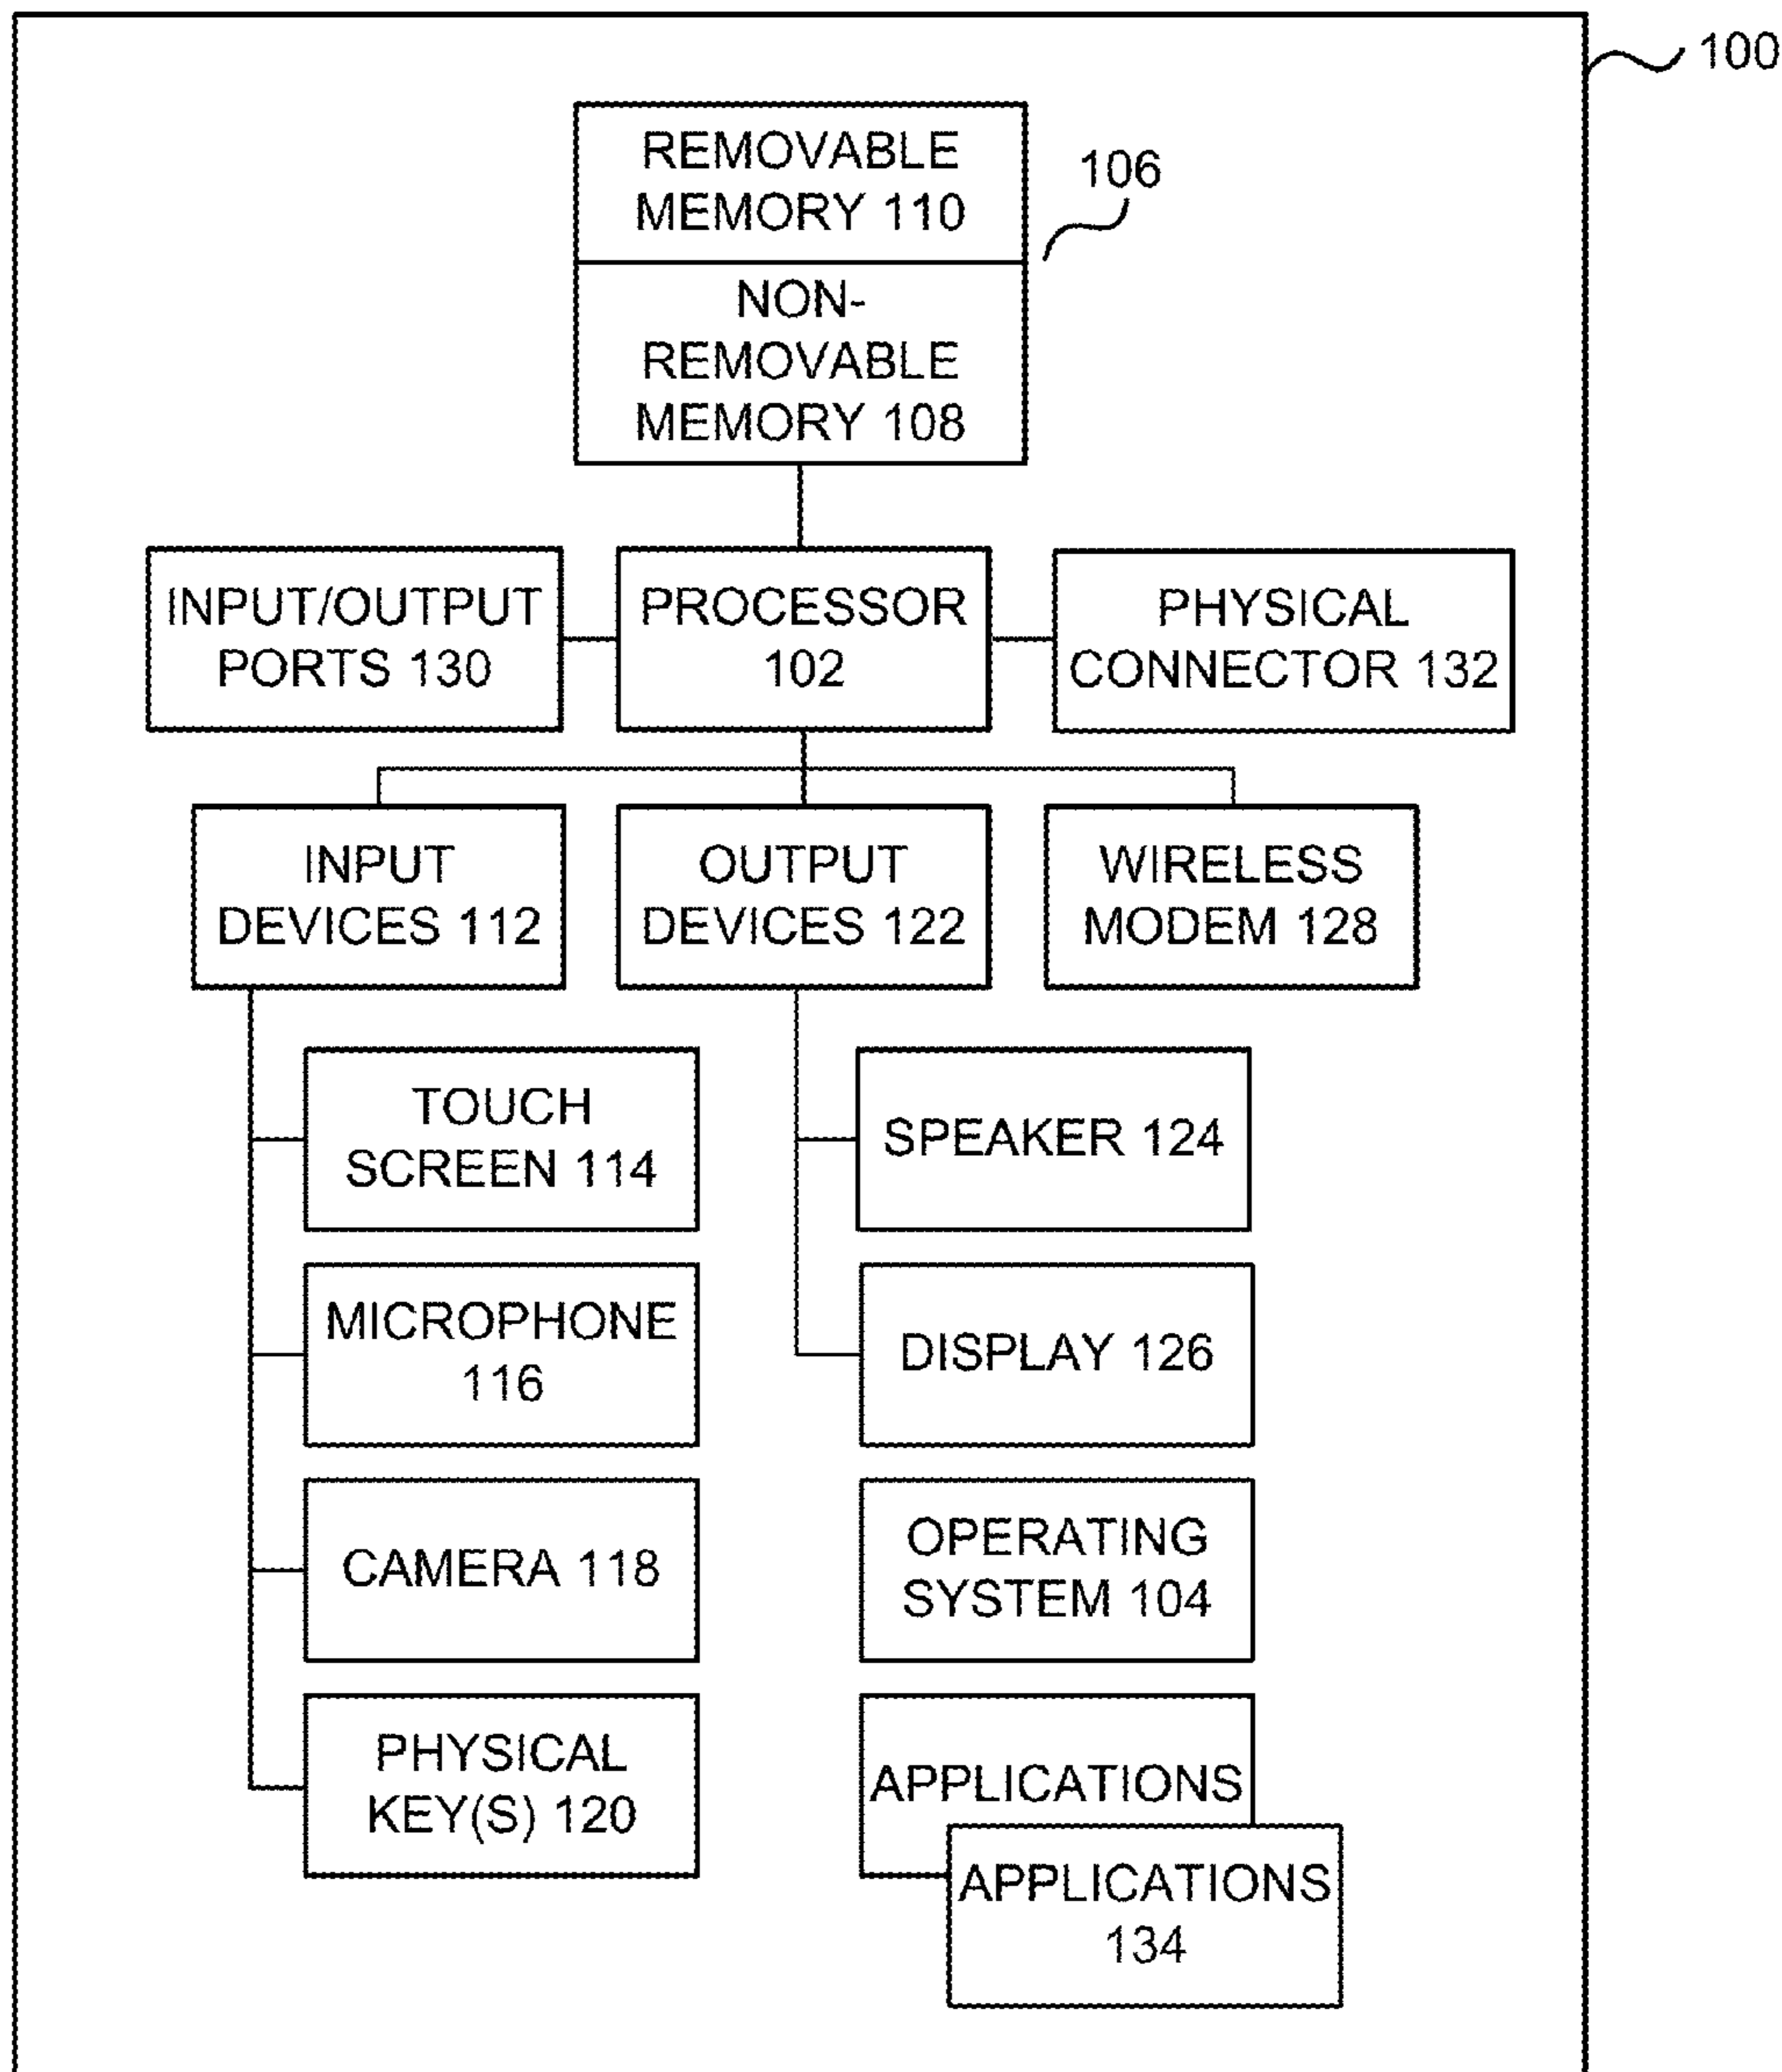 100
REMOVABLE
MEMORY 110
106
NON-
REMOVABLE
MEMORY 108
INPUT/OUTPUT
PORTS 130
PROCESSOR
102
PHYSICAL
CONNECTOR 132
INPUT
DEVICES 112
OUTPUT
DEVICES 122
WIRELESS
MODEM 128
TOUCH
SCREEN 114
SPEAKER 124
MICROPHONE
116
DISPLAY 126
CAMERA 118
OPERATING
SYSTEM 104
PHYSICAL
KEY(S) 120
APPLICATIONS
APPLICATIONS
134